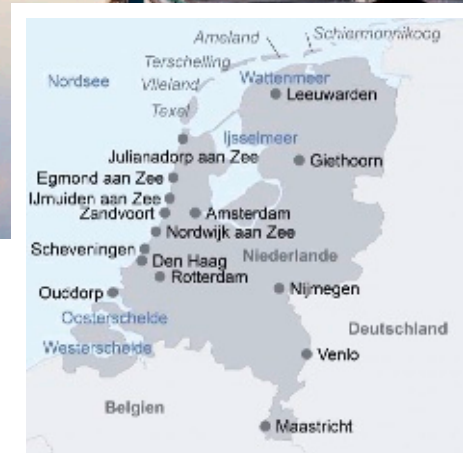 Ameland
Schiermonnikoog
Terschelling
Nordsee
Vlieland
Wattenmeer
Leeuwarden
Texel
Ijsselmeer
Julianadorp aan Zee
Giethoorn
Egmond aan Zee
IJmuiden aan Zee
Zandvoort
Amsterdam
Nordwijk aan Zee
Scheveningen
Niederlande
Den Haag
Rotterdam
Ouddorp
Nijmegen
Oosterschelde
Deutschland
Westerschelde
Venlo
Belgien
Maastricht